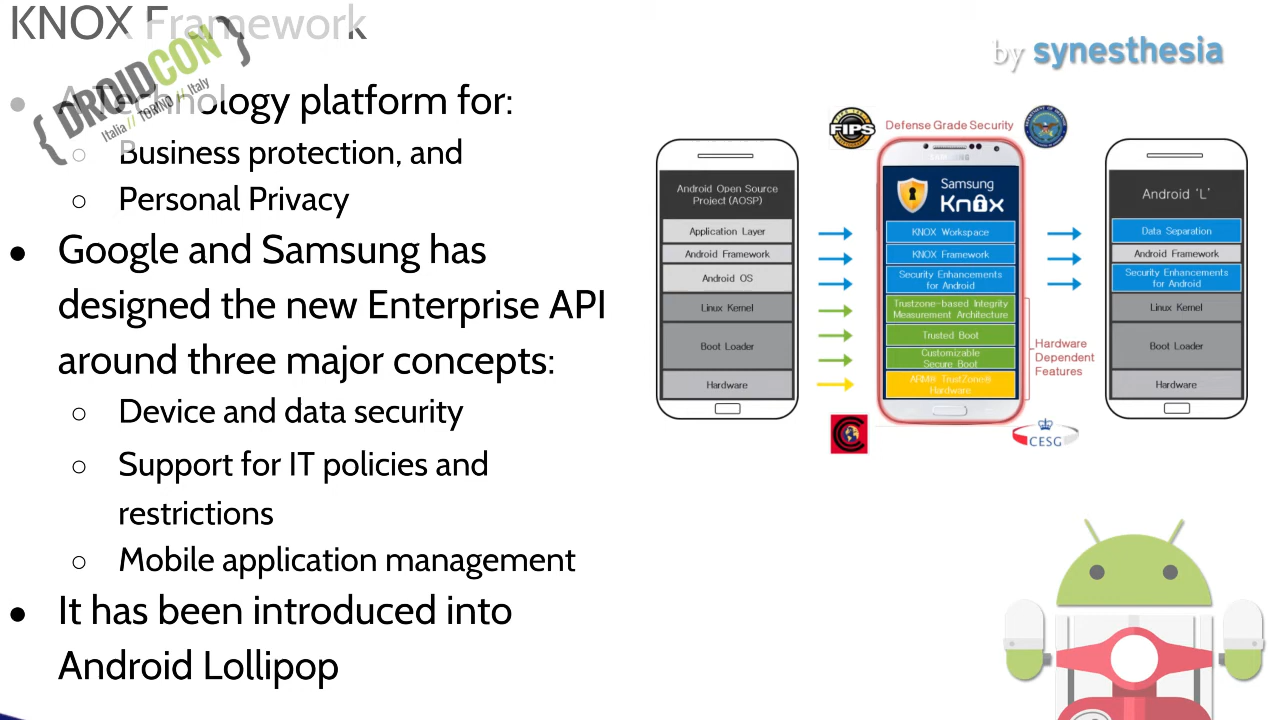 KNOX Framework
{ DROIDCON }
Italia // TORINO // Italy
by synesthesia
● A Technology platform for:
○ Business protection, and
○ Personal Privacy
● Google and Samsung has
designed the new Enterprise API
around three major concepts:
○ Device and data security
○ Support for IT policies and
restrictions
○ Mobile application management
● It has been introduced into
Android Lollipop
Android Open Source
Project (AOSP)
Application Layer
Android Framework
Android OS
Linux Kernel
Boot Loader
Hardware
FIPS
Defense Grade Security
SAMSUNG
Samsung
Knox
KNOX Workspace
KNOX Framework
Security Enhancements
for Android
Trustzone-based Integrity
Measurement Architecture
Trusted Boot
Customizable
Secure Boot
ARM® TrustZone®
Hardware
Hardware
Dependent
Features
CESG
Android 'L'
Data Separation
Android Framework
Security Enhancements
for Android
Linux Kernel
Boot Loader
Hardware